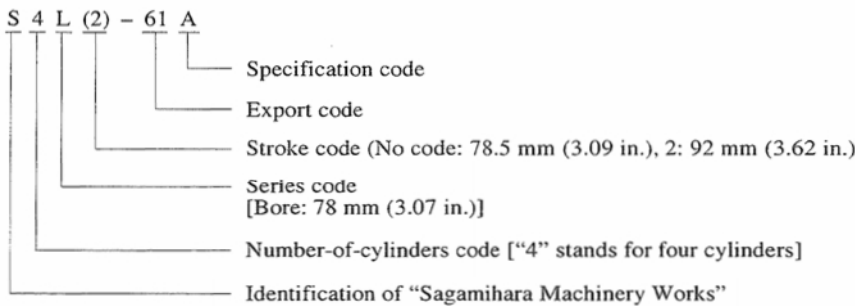 S 4 L (2) - 61 A
Specification code
Export code
Stroke code (No code: 78.5 mm (3.09 in.), 2: 92 mm (3.62 in.)
Series code
[Bore: 78 mm (3.07 in.)]
Number-of-cylinders code ["4" stands for four cylinders]
Identification of "Sagamihara Machinery Works"